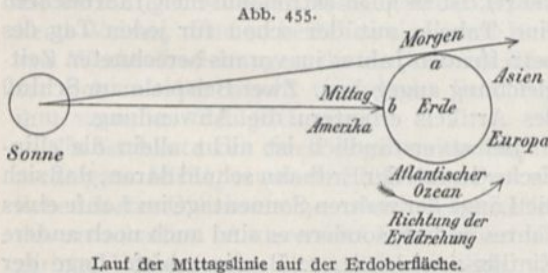 Abb. 455.
Morgen
a
Asien
Mittag
b
Erde
Amerika
Europa
Sonne
Atlantischer
Ozean
Richtung der
Erddrehung
Lauf der Mittagslinie auf der Erdoberfläche.